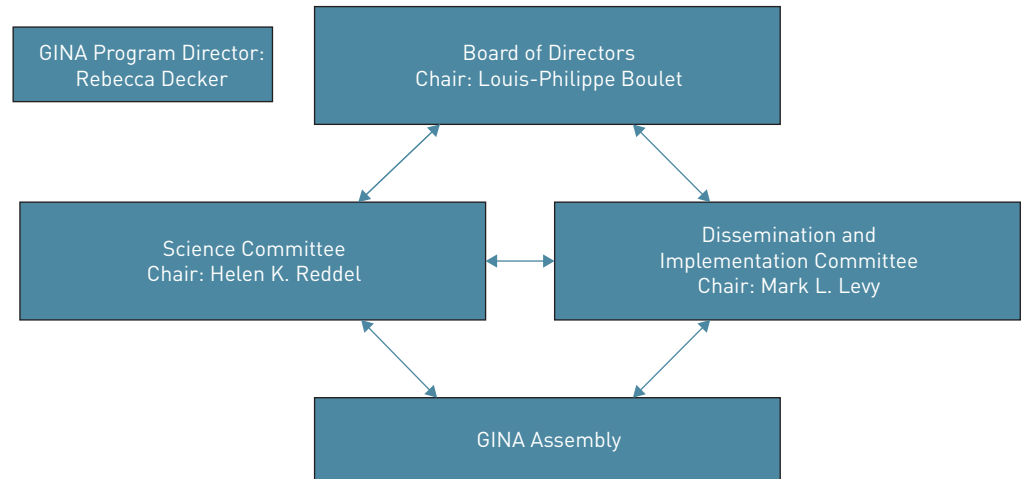 GINA Program Director:
Rebecca Decker
Board of Directors
Chair: Louis-Philippe Boulet
Science Committee
Chair: Helen K. Reddel
Dissemination and
Implementation Committee
Chair: Mark L. Levy
GINA Assembly